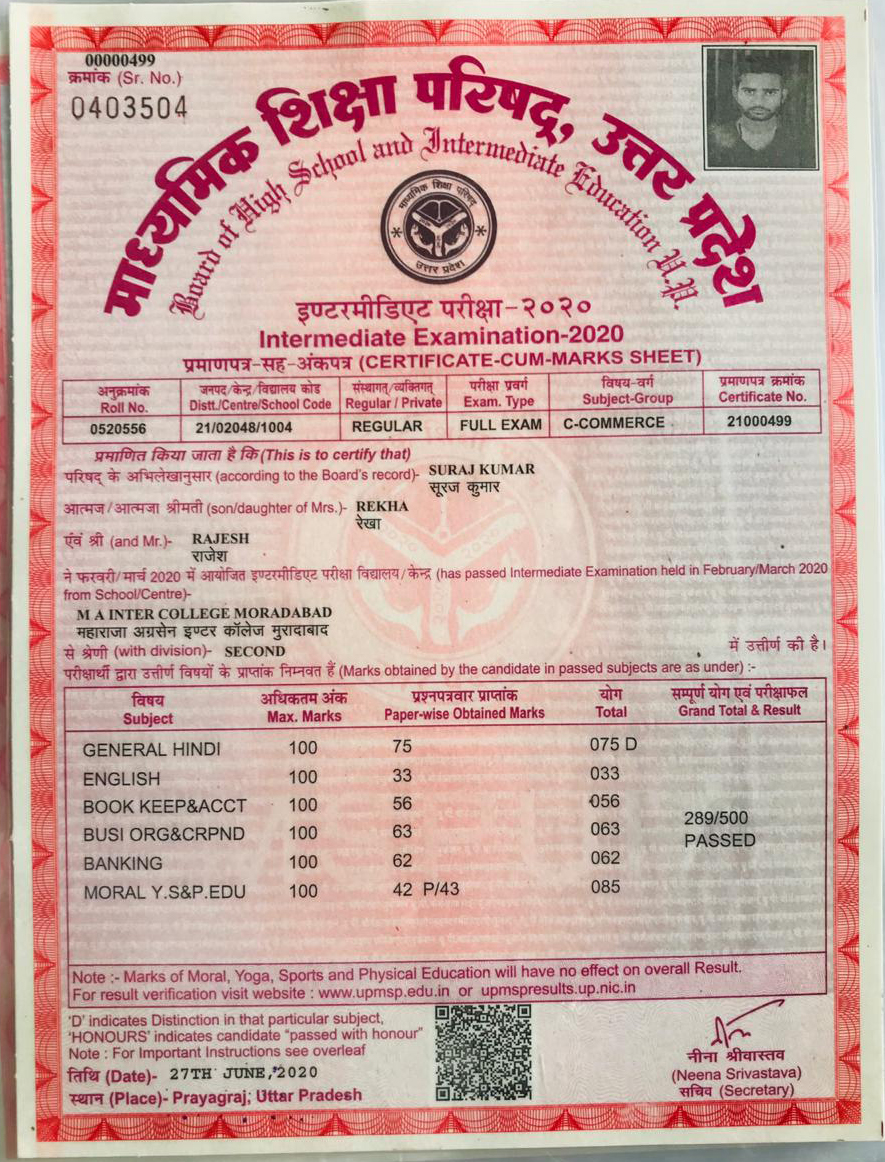 00000499
क्रमांक (Sr. No.)
0403504
माध्यमिक शिक्षा परिषद्, उत्तर प्रदेश
Board of High School and Intermediate Education U.P.
माध्यमिक शिक्षा परिषद्
उत्तर प्रदेश
इण्टरमीडिएट परीक्षा-२०२०
Intermediate Examination-2020
प्रमाणपत्र-सह-अंकपत्र (CERTIFICATE-CUM-MARKS SHEET)
अनुक्रमांक जनपद/केन्द्र/विद्यालय कोड संस्थागत/व्यक्तिगत परीक्षा प्रवर्ग विषय-वर्ग प्रमाणपत्र क्रमांक
Roll No. Distt./Centre/School Code Regular / Private Exam. Type Subject-Group Certificate No.
0520556 21/02048/1004 REGULAR FULL EXAM C-COMMERCE 21000499
प्रमाणित किया जाता है कि (This is to certify that)
परिषद के अभिलेखानुसार (according to the Board's record)- SURAJ KUMAR
सूरज कुमार
आत्मज/आत्मजा श्रीमती (son/daughter of Mrs.)- REKHA
रेखा
एंवं श्री (and Mr.)- RAJESH
राजेश
ने फरवरी/मार्च 2020 में आयोजित इण्टरमीडिएट परीक्षा विद्यालय/केन्द्र (has passed Intermediate Examination held in February/March 2020
from School/Centre)-
M A INTER COLLEGE MORADABAD
महाराजा अग्रसेन इण्टर कॉलेज मुरादाबाद
से श्रेणी (with division)- SECOND में उत्तीर्ण की है।
परीक्षार्थी द्वारा उत्तीर्ण विषयों के प्राप्तांक निम्नवत हैं (Marks obtained by the candidate in passed subjects are as under) :-
विषय अधिकतम अंक प्रश्नपत्रवार प्राप्तांक योग सम्पूर्ण योग एवं परीक्षाफल
Subject Max. Marks Paper-wise Obtained Marks Total Grand Total & Result
GENERAL HINDI 100 75 075 D
ENGLISH 100 33 033
BOOK KEEP&ACCT 100 56 056
289/500
BUSI ORG&CRPND 100 63 063
PASSED
BANKING 100 62 062
MORAL Y.S&P.EDU 100 42 P/43 085
Note :- Marks of Moral, Yoga, Sports and Physical Education will have no effect on overall Result.
For result verification visit website : www.upmsp.edu.in or upmspresults.up.nic.in
'D' indicates Distinction in that particular subject,
'HONOURS' indicates candidate "passed with honour"
Note : For Important Instructions see overleaf
तिथि (Date)- 27TH JUNE, 2020
स्थान (Place)- Prayagraj, Uttar Pradesh
नीना श्रीवास्तव
(Neena Srivastava)
सचिव (Secretary)